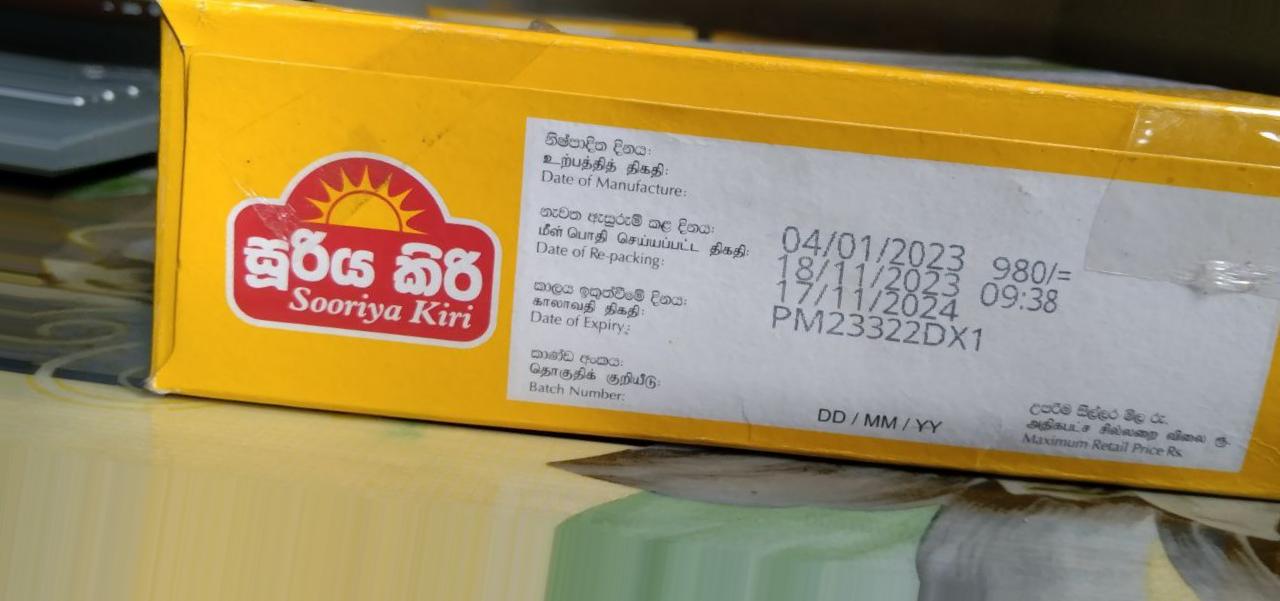 සූරිය කිරි
Sooriya Kiri
නිෂ්පාදිත දිනය:
உற்பத்தித் திகதி:
Date of Manufacture:
නැවත ඇසුරුම් කළ දිනය:
மீள் பொதி செய்யப்பட்ட திகதி:
Date of Re-packing:
කාලය ඉකුත්වීමේ දිනය:
காலாவதி திகதி:
Date of Expiry:
කාණ්ඩ අංකය:
தொகுதிக் குறியீடு:
Batch Number:
04/01/2023 980/=
18/11/2023 09:38
17/11/2024
PM23322DX1
DD / MM / YY
උපරිම සිල්ලර මිල රු.
அதிகபட்ச சில்லறை விலை ரூ.
Maximum Retail Price Rs.